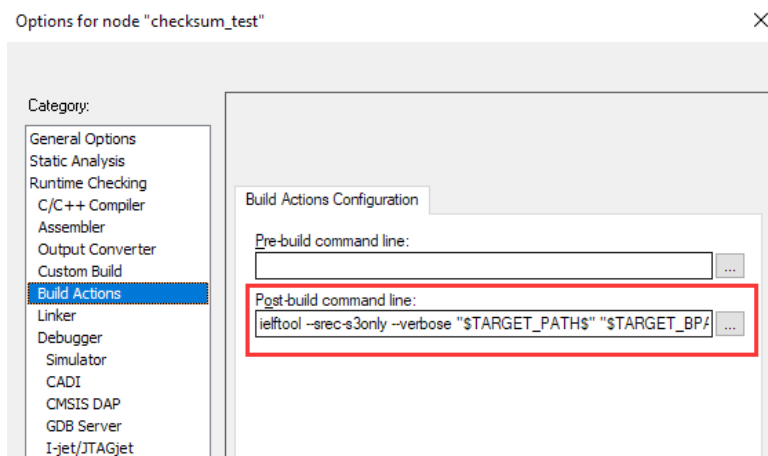 Options for node "checksum_test"
Category:
General Options
Static Analysis
Runtime Checking
C/C++ Compiler
Assembler
Output Converter
Custom Build
Build Actions
Linker
Debugger
Simulator
CADI
CMSIS DAP
GDB Server
I-jet/JTAGjet
Build Actions Configuration
Pre-build command line:
...
Post-build command line:
ielftool --srec-s3only --verbose "$TARGET_PATH$" "$TARGET_BPA
...